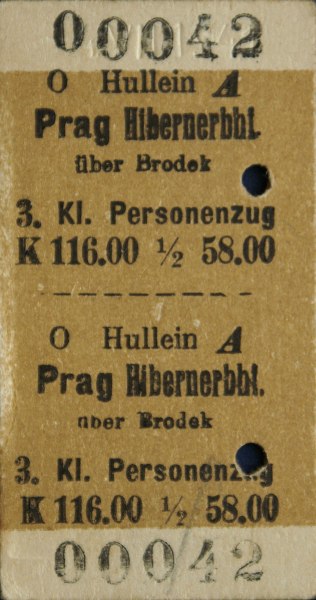 00042
O Hullein A
Prag Hibernerbhf.
über Brodek
3. Kl. Personenzug
K 116.00 ½ 58.00
O Hullein A
Prag Hibernerbhf.
über Brodek
3. Kl. Personenzug
K 116.00 ½ 58.00
00042